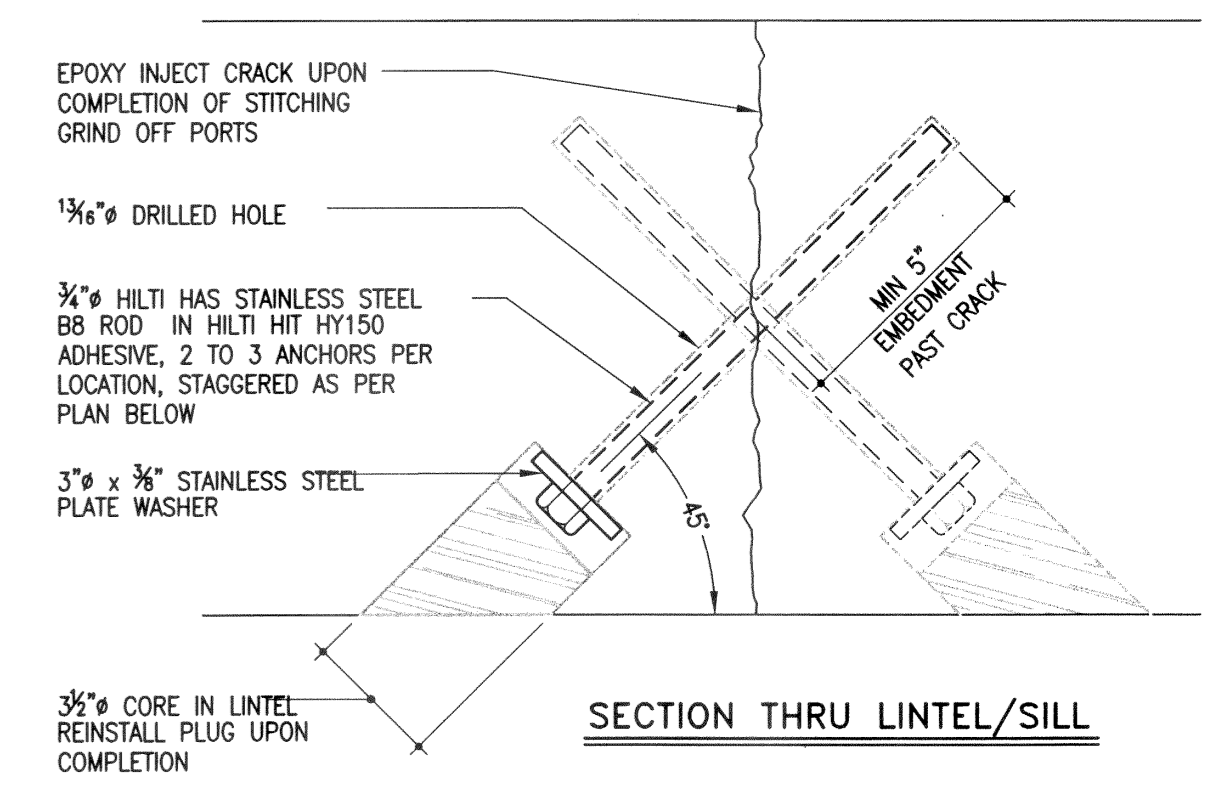 EPOXY INJECT CRACK UPON
COMPLETION OF STITCHING
GRIND OFF PORTS
13/16"ø DRILLED HOLE
3/4"ø HILTI HAS STAINLESS STEEL
B8 ROD IN HILTI HIT HY150
ADHESIVE, 2 TO 3 ANCHORS PER
LOCATION, STAGGERED AS PER
PLAN BELOW
3"ø x 3/8" STAINLESS STEEL
PLATE WASHER
3 1/2"ø CORE IN LINTEL
REINSTALL PLUG UPON
COMPLETION
MIN 5"
EMBEDMENT
PAST CRACK
45°
SECTION THRU LINTEL/SILL